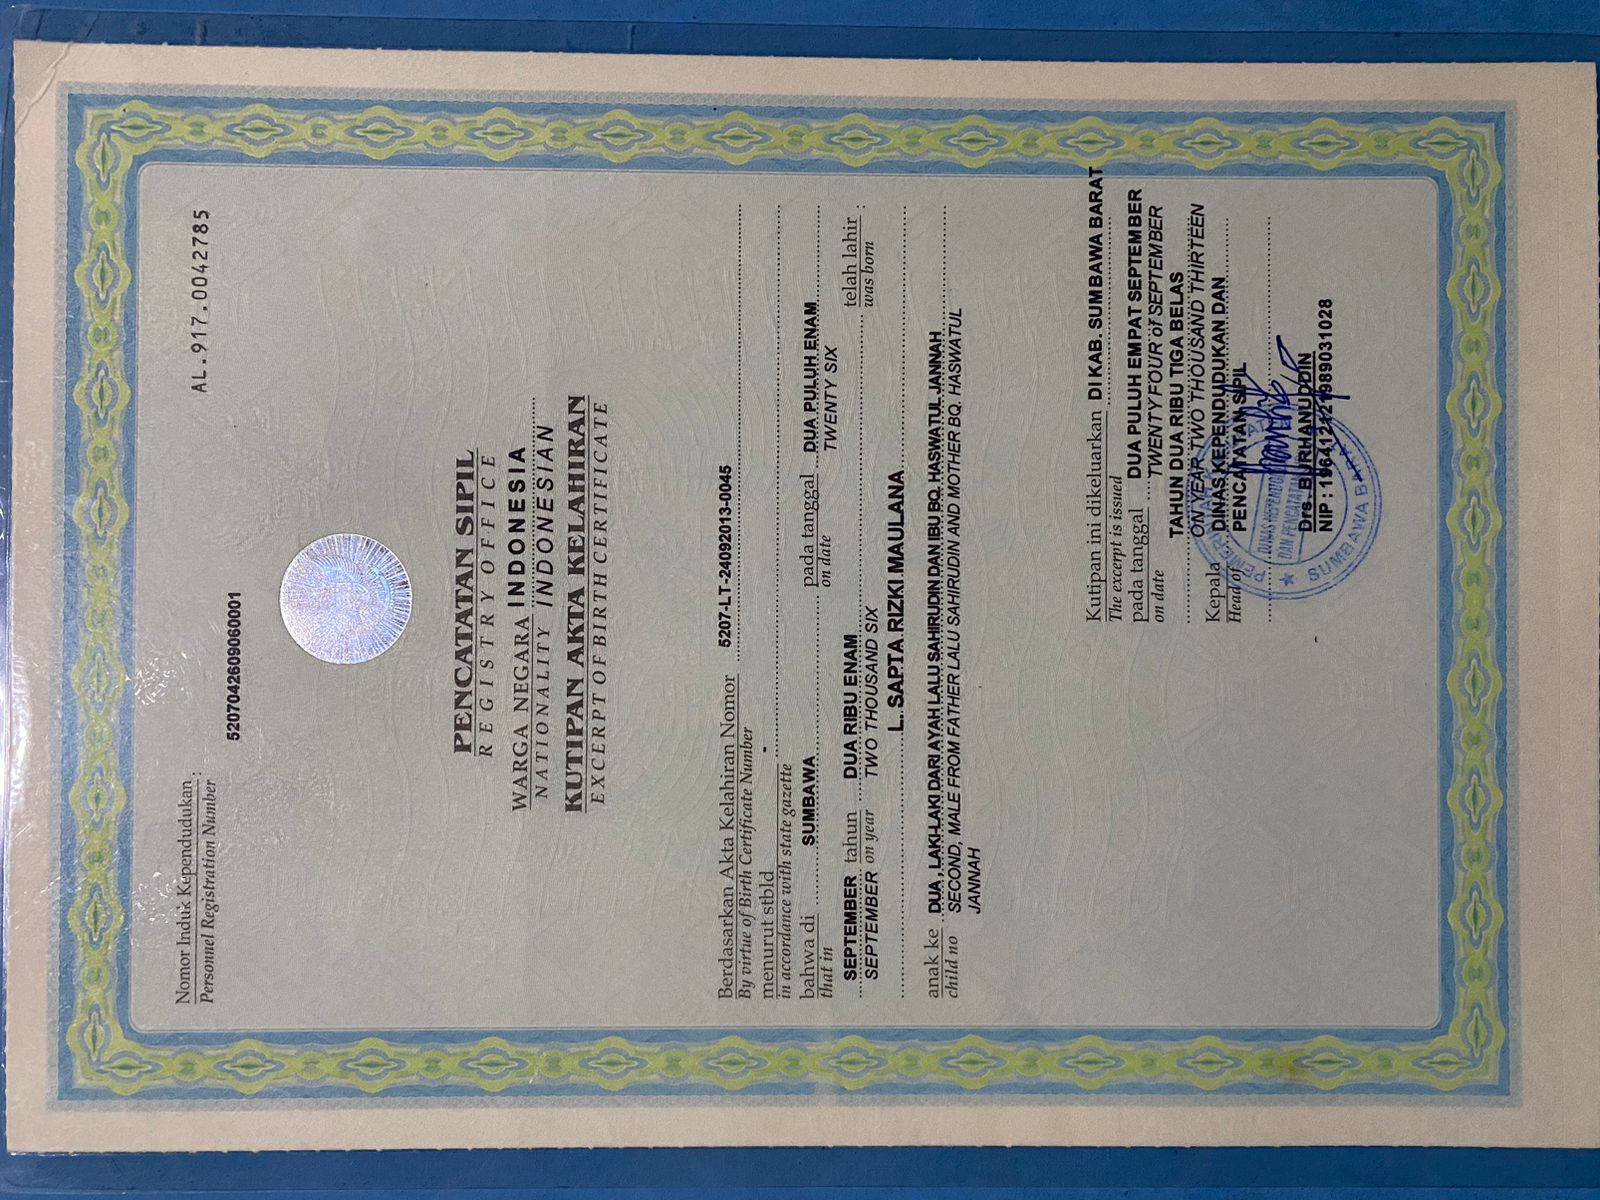 AL.917.0042785
Nomor Induk Kependudukan :
Personnel Registration Number
5207042609060001
PENCATATAN SIPIL
REGISTRY OFFICE
WARGA NEGARA INDONESIA
NATIONALITY INDONESIAN
KUTIPAN AKTA KELAHIRAN
EXCERPT OF BIRTH CERTIFICATE
Berdasarkan Akta Kelahiran Nomor 5207-LT-24092013-0045
By virtue of Birth Certificate Number
menurut stbld -
in accordance with state gazette
bahwa di SUMBAWA pada tanggal DUA PULUH ENAM
that in on date TWENTY SIX
SEPTEMBER tahun DUA RIBU ENAM telah lahir :
SEPTEMBER on year TWO THOUSAND SIX was born
L. SAPTA RIZKI MAULANA
anak ke DUA , LAKI-LAKI DARI AYAH LALU SAHIRUDIN DAN IBU BQ. HASWATUL JANNAH
child no SECOND, MALE FROM FATHER LALU SAHIRUDIN AND MOTHER BQ. HASWATUL
JANNAH
Kutipan ini dikeluarkan DI KAB. SUMBAWA BARAT
The excerpt is issued
pada tanggal DUA PULUH EMPAT SEPTEMBER
on date TWENTY FOUR of SEPTEMBER
TAHUN DUA RIBU TIGA BELAS
ON YEAR TWO THOUSAND THIRTEEN
Kepala DINAS KEPENDUDUKAN DAN
Head of PENCATATAN SIPIL
Drs. BURHANUDDIN
NIP : 196412121989031028
SUMBAWA BARAT